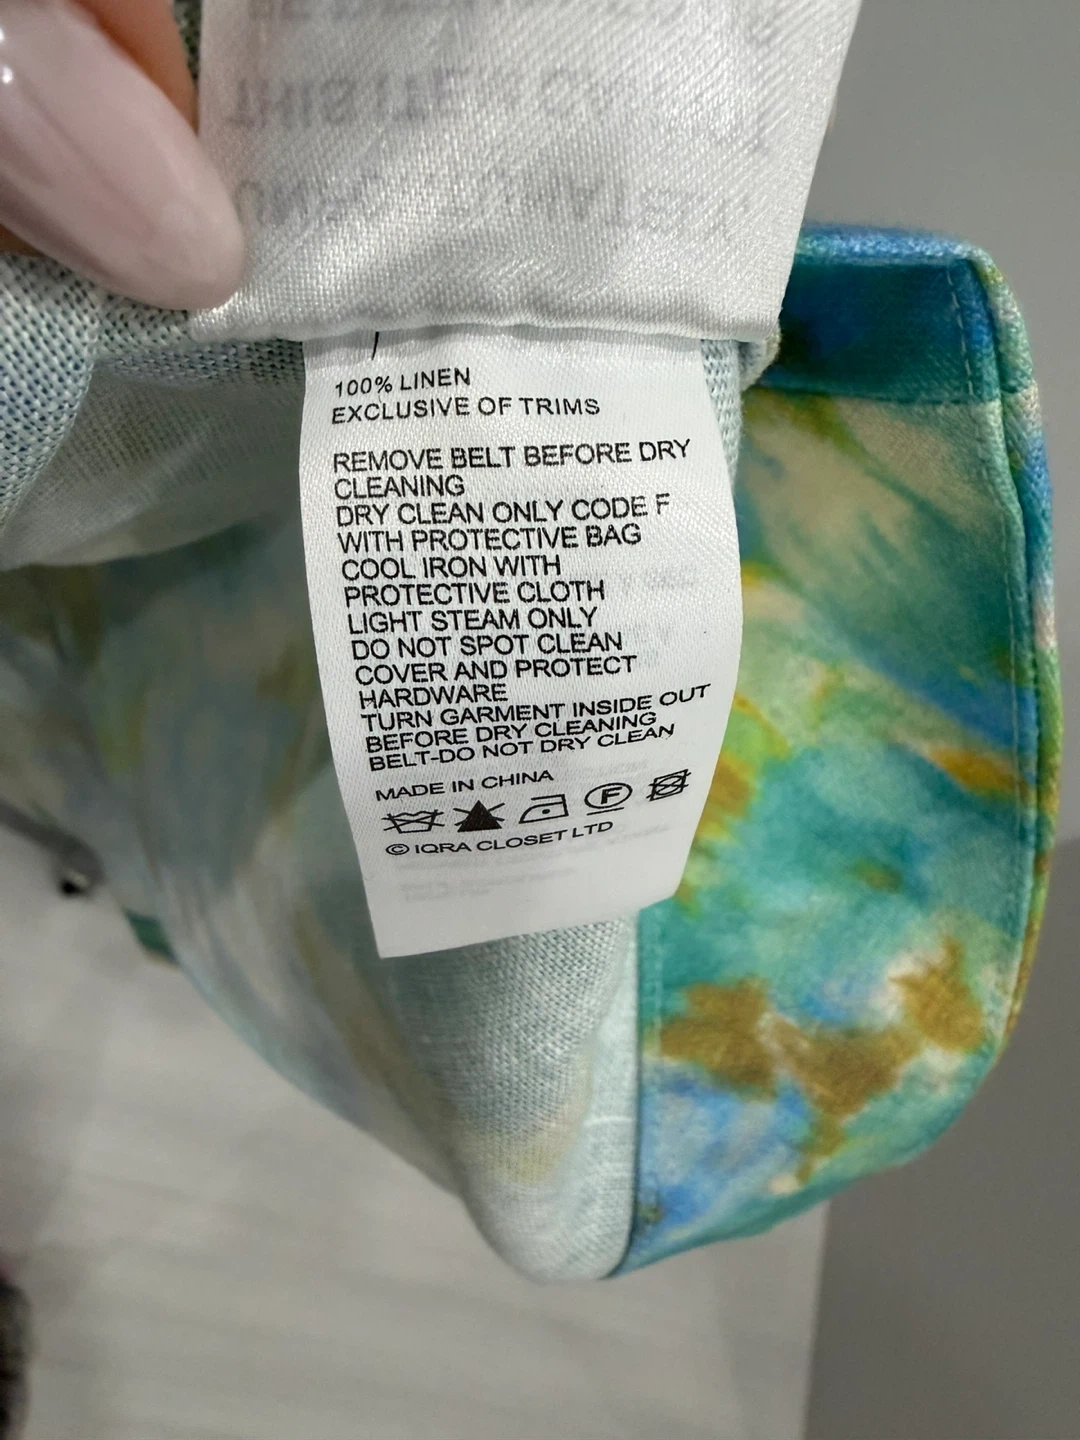 100% LINEN
EXCLUSIVE OF TRIMS
REMOVE BELT BEFORE DRY
CLEANING
DRY CLEAN ONLY CODE F
WITH PROTECTIVE BAG
COOL IRON WITH
PROTECTIVE CLOTH
LIGHT STEAM ONLY
DO NOT SPOT CLEAN
COVER AND PROTECT
HARDWARE
TURN GARMENT INSIDE OUT
BEFORE DRY CLEANING
BELT-DO NOT DRY CLEAN
MADE IN CHINA
F
© IQRA CLOSET LTD